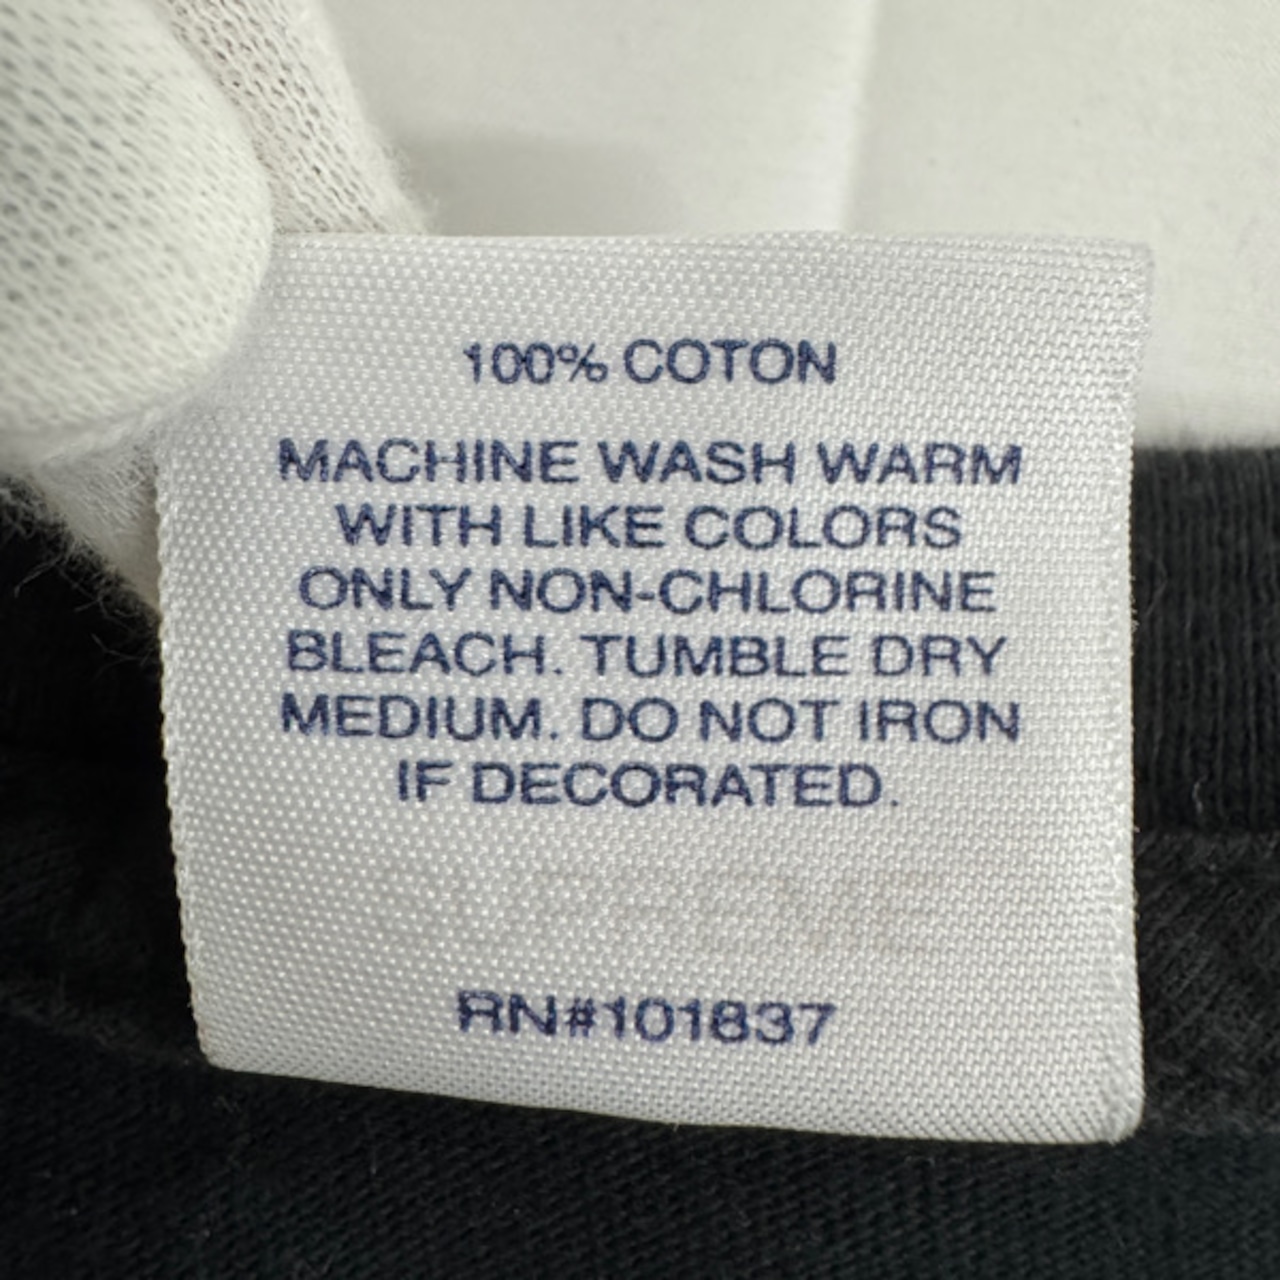 100% COTON
MACHINE WASH WARM
WITH LIKE COLORS
ONLY NON-CHLORINE
BLEACH. TUMBLE DRY
MEDIUM. DO NOT IRON
IF DECORATED.
RN#101837